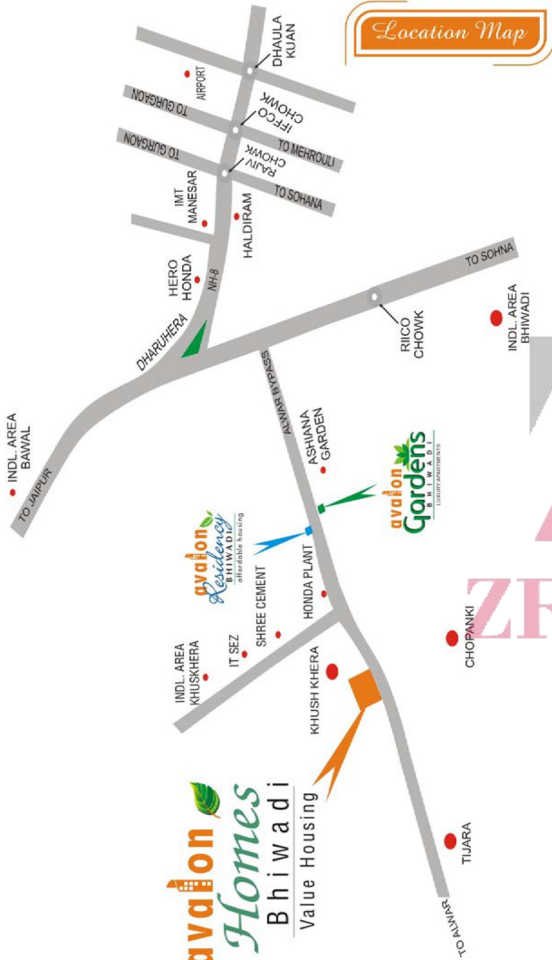 Location Map
DHAULA
KUAN
AIRPORT
IFFCO
CHOWK
TO GURGAON
TO MEHROULI
RAJIV
CHOWK
TO GURGAON
TO SOHANA
IMT
MANESAR
HALDIRAM
HERO
HONDA
NH-8
DHARUHERA
TO SOHNA
RIICO
CHOWK
INDL. AREA
BHIWADI
INDL. AREA
BAWAL
TO JAIPUR
ALWAR BYPASS
ASHIANA
GARDEN
avalon
Gardens
BHIWADI
LUXURY APARTMENTS
avalon
Residency
BHIWADI
affordable housing
HONDA PLANT
SHREE CEMENT
IT SEZ
INDL. AREA
KHUSKHERA
KHUSH KHERA
CHOPANKI
TIJARA
TO ALWAR
avalon
Homes
Bhiwadi
Value Housing